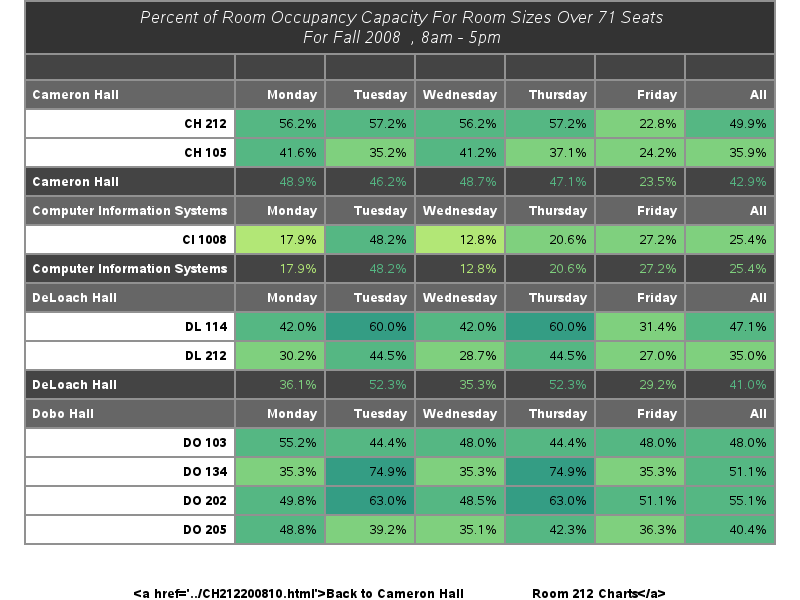 Percent of Room Occupancy Capacity For Room Sizes Over 71 Seats
For Fall 2008 , 8am - 5pm
Cameron Hall Monday Tuesday Wednesday Thursday Friday All
CH 212 56.2% 57.2% 56.2% 57.2% 22.8% 49.9%
CH 105 41.6% 35.2% 41.2% 37.1% 24.2% 35.9%
Cameron Hall 48.9% 46.2% 48.7% 47.1% 23.5% 42.9%
Computer Information Systems Monday Tuesday Wednesday Thursday Friday All
CI 1008 17.9% 48.2% 12.8% 20.6% 27.2% 25.4%
Computer Information Systems 17.9% 48.2% 12.8% 20.6% 27.2% 25.4%
DeLoach Hall Monday Tuesday Wednesday Thursday Friday All
DL 114 42.0% 60.0% 42.0% 60.0% 31.4% 47.1%
DL 212 30.2% 44.5% 28.7% 44.5% 27.0% 35.0%
DeLoach Hall 36.1% 52.3% 35.3% 52.3% 29.2% 41.0%
Dobo Hall Monday Tuesday Wednesday Thursday Friday All
DO 103 55.2% 44.4% 48.0% 44.4% 48.0% 48.0%
DO 134 35.3% 74.9% 35.3% 74.9% 35.3% 51.1%
DO 202 49.8% 63.0% 48.5% 63.0% 51.1% 55.1%
DO 205 48.8% 39.2% 35.1% 42.3% 36.3% 40.4%
<a href='../CH212200810.html'>Back to Cameron Hall Room 212 Charts</a>